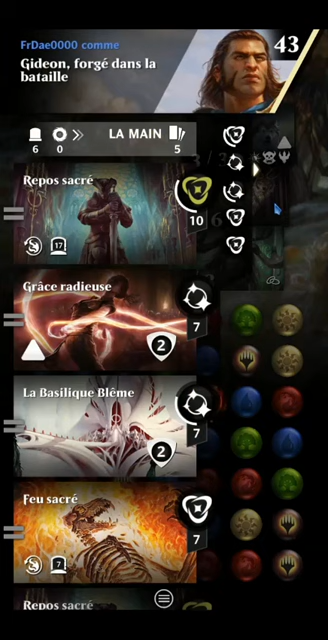 FrDae0000 comme
43
Gideon, forgé dans la
bataille
6
0
LA MAIN
5
Repos sacré
10
17
Grâce radieuse
7
2
La Basilique Blême
7
2
Feu sacré
7
7
Repos sacré